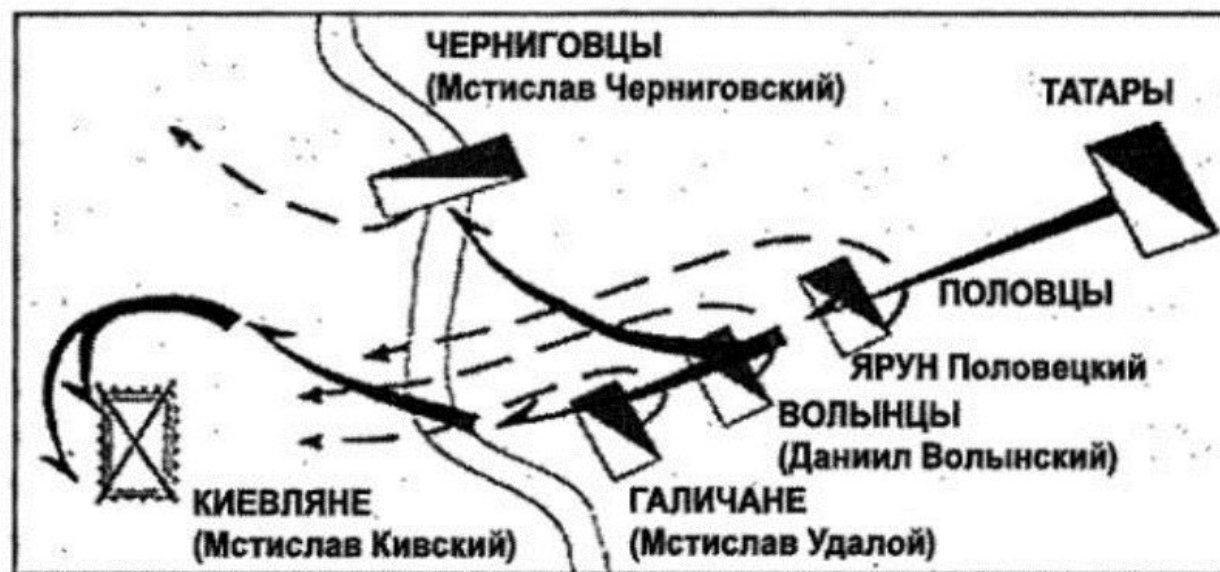 ЧЕРНИГОВЦЫ
(Мстислав Черниговский)
ТАТАРЫ
ПОЛОВЦЫ
ЯРУН Половецкий
ВОЛЫНЦЫ
(Даниил Волынский)
ГАЛИЧАНЕ
(Мстислав Удалой)
КИЕВЛЯНЕ
(Мстислав Кивский)